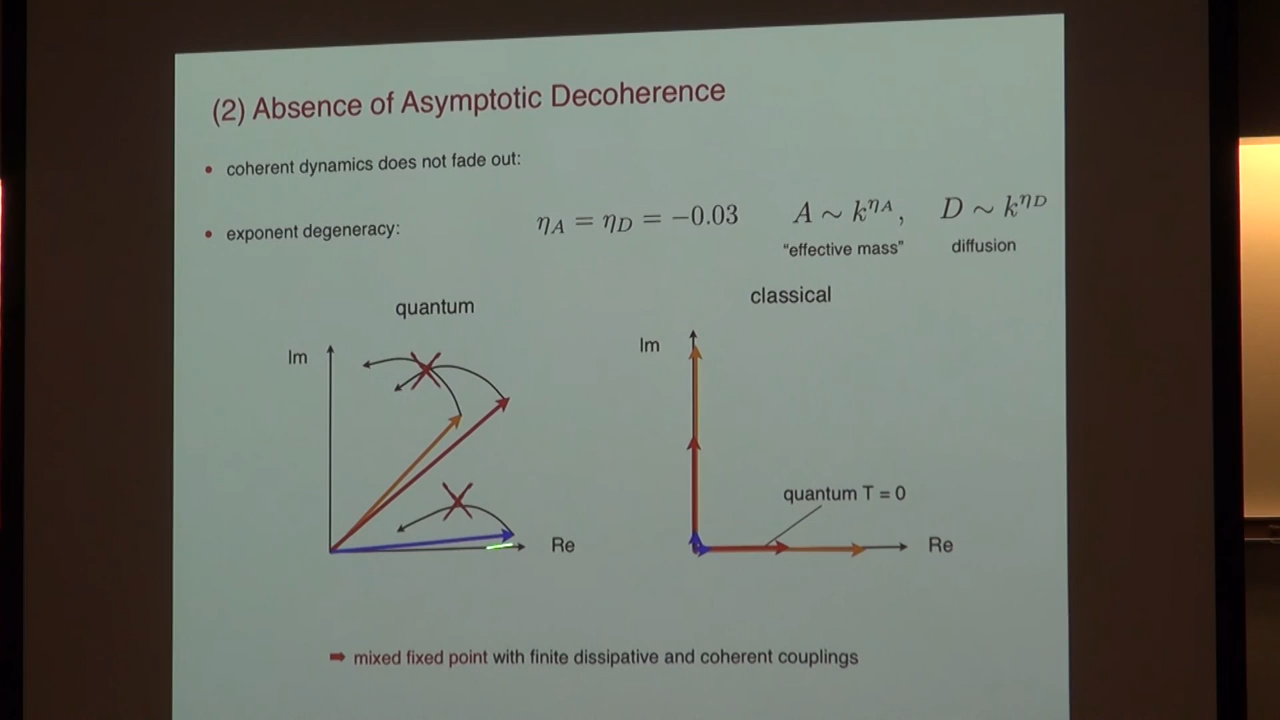 (2) Absence of Asymptotic Decoherence
• coherent dynamics does not fade out:
• exponent degeneracy: η_A = η_D = −0.03 A ∼ k^{η_A}, D ∼ k^{η_D}
"effective mass" diffusion
quantum classical
Im Im
quantum T = 0
Re Re
➡ mixed fixed point with finite dissipative and coherent couplings